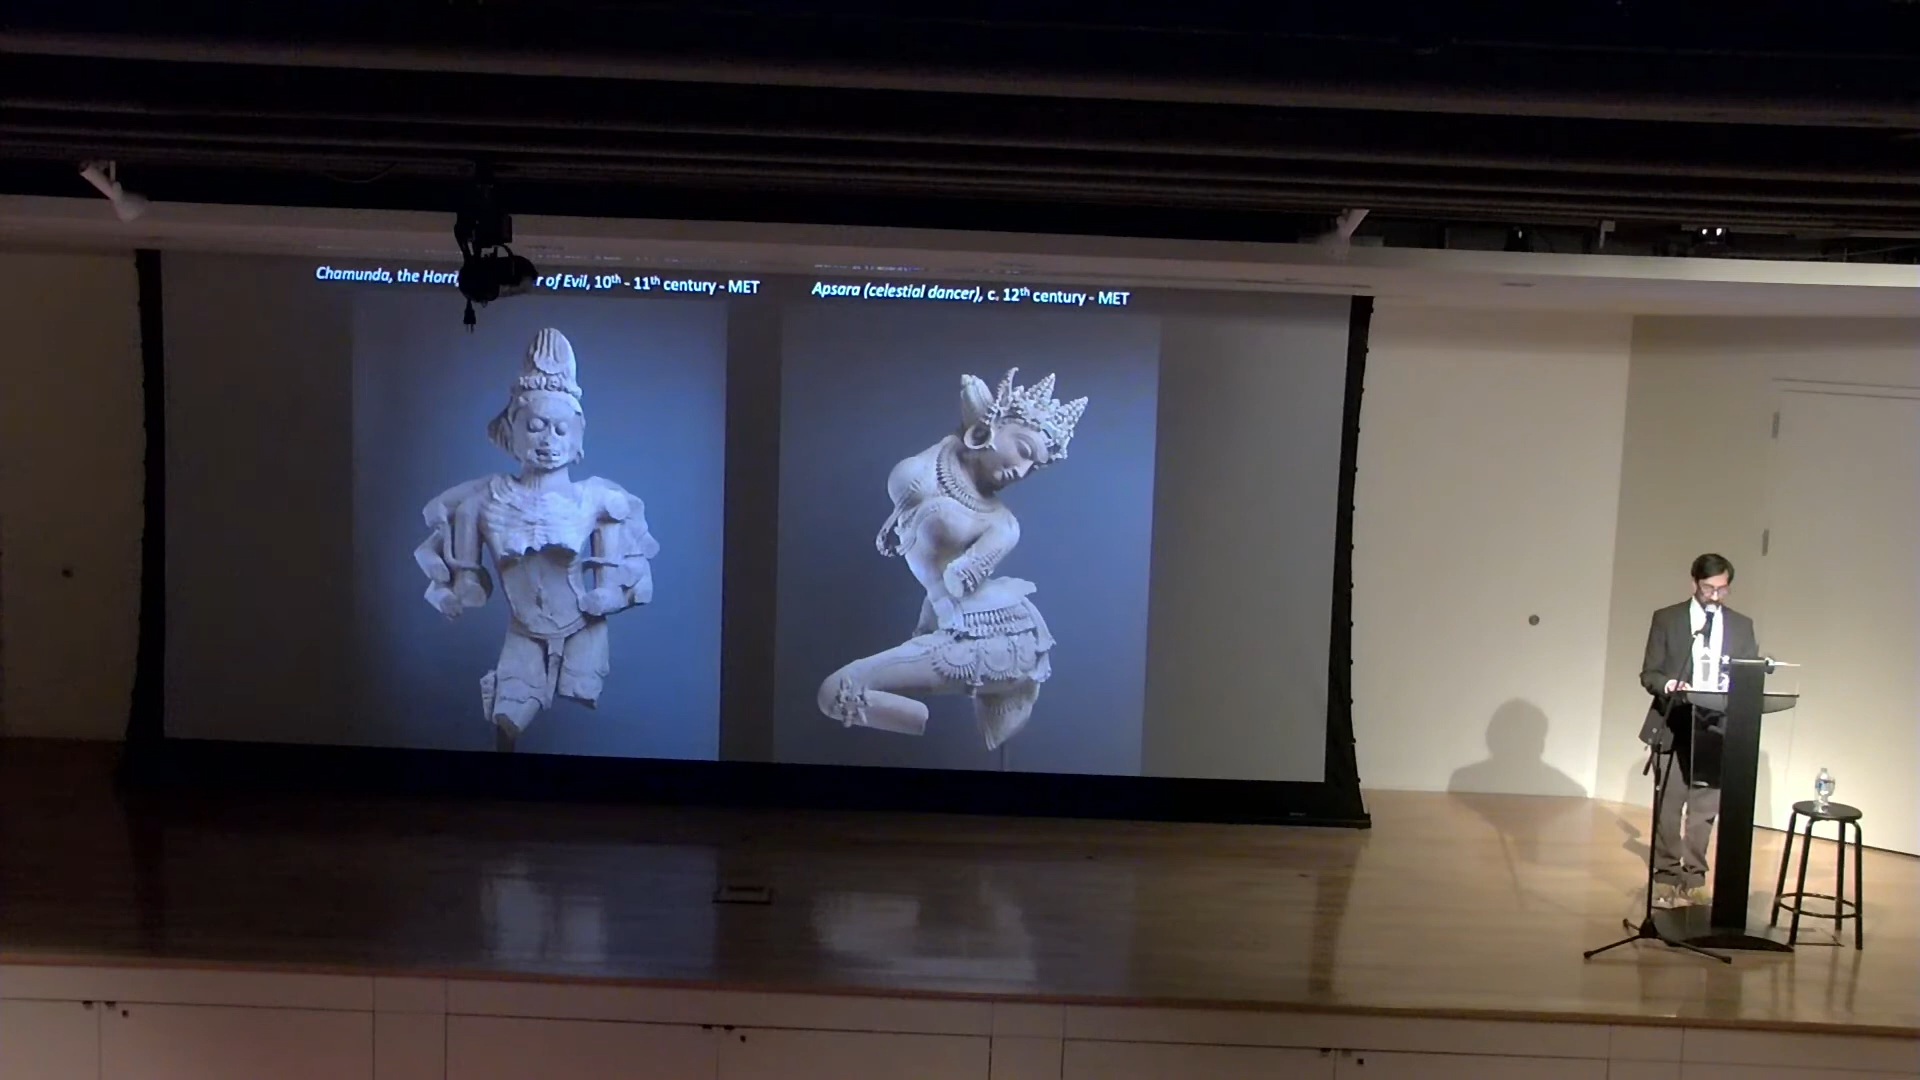 Chamunda, the Horri of Evil, 10th - 11th century - MET
Apsara (celestial dancer), c. 12th century - MET